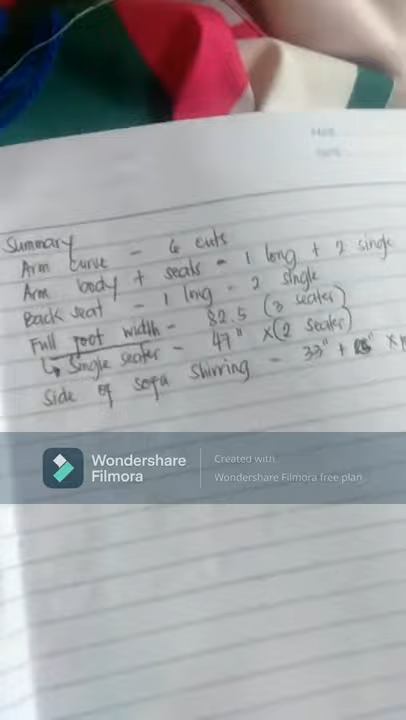 Summary
Arm curve - 6 cuts
Arm body + seats - 1 long + 2 single
Back seat - 1 long - 2 single
Full foot width - 82.5 (3 seater)
↳ Single seater - 47" x (2 seater)
Side of sofa shirring - 33" + x
Wondershare
Filmora
Created with
Wondershare Filmora free plan